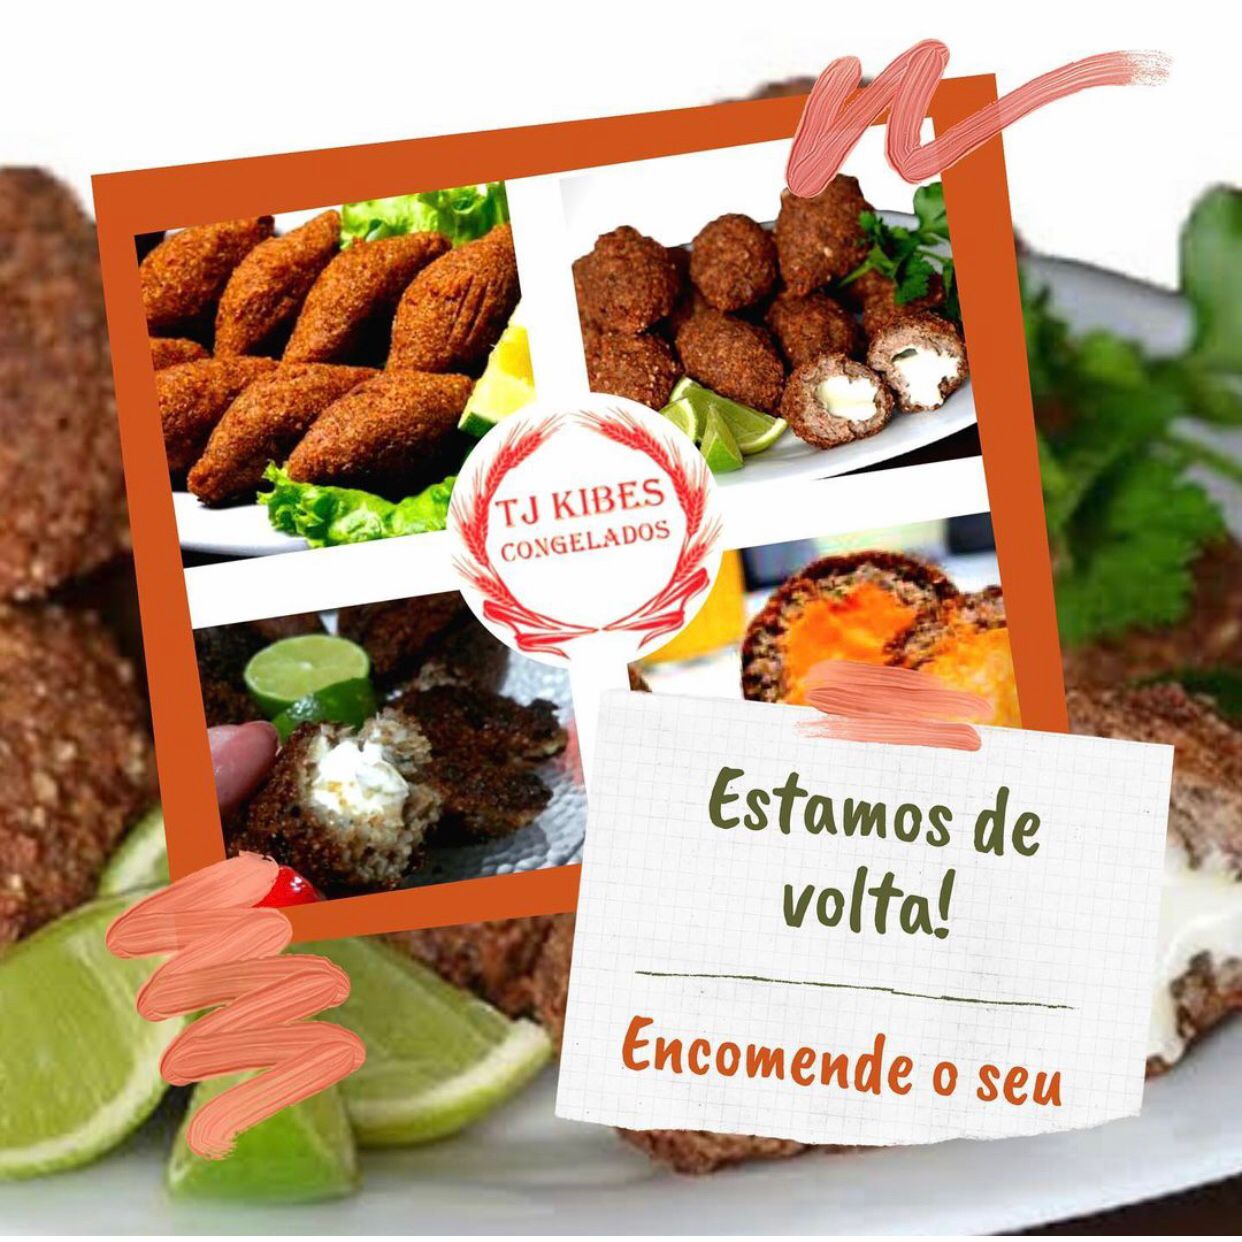 TJ KIBES
CONGELADOS
Estamos de
volta!
Encomende o seu